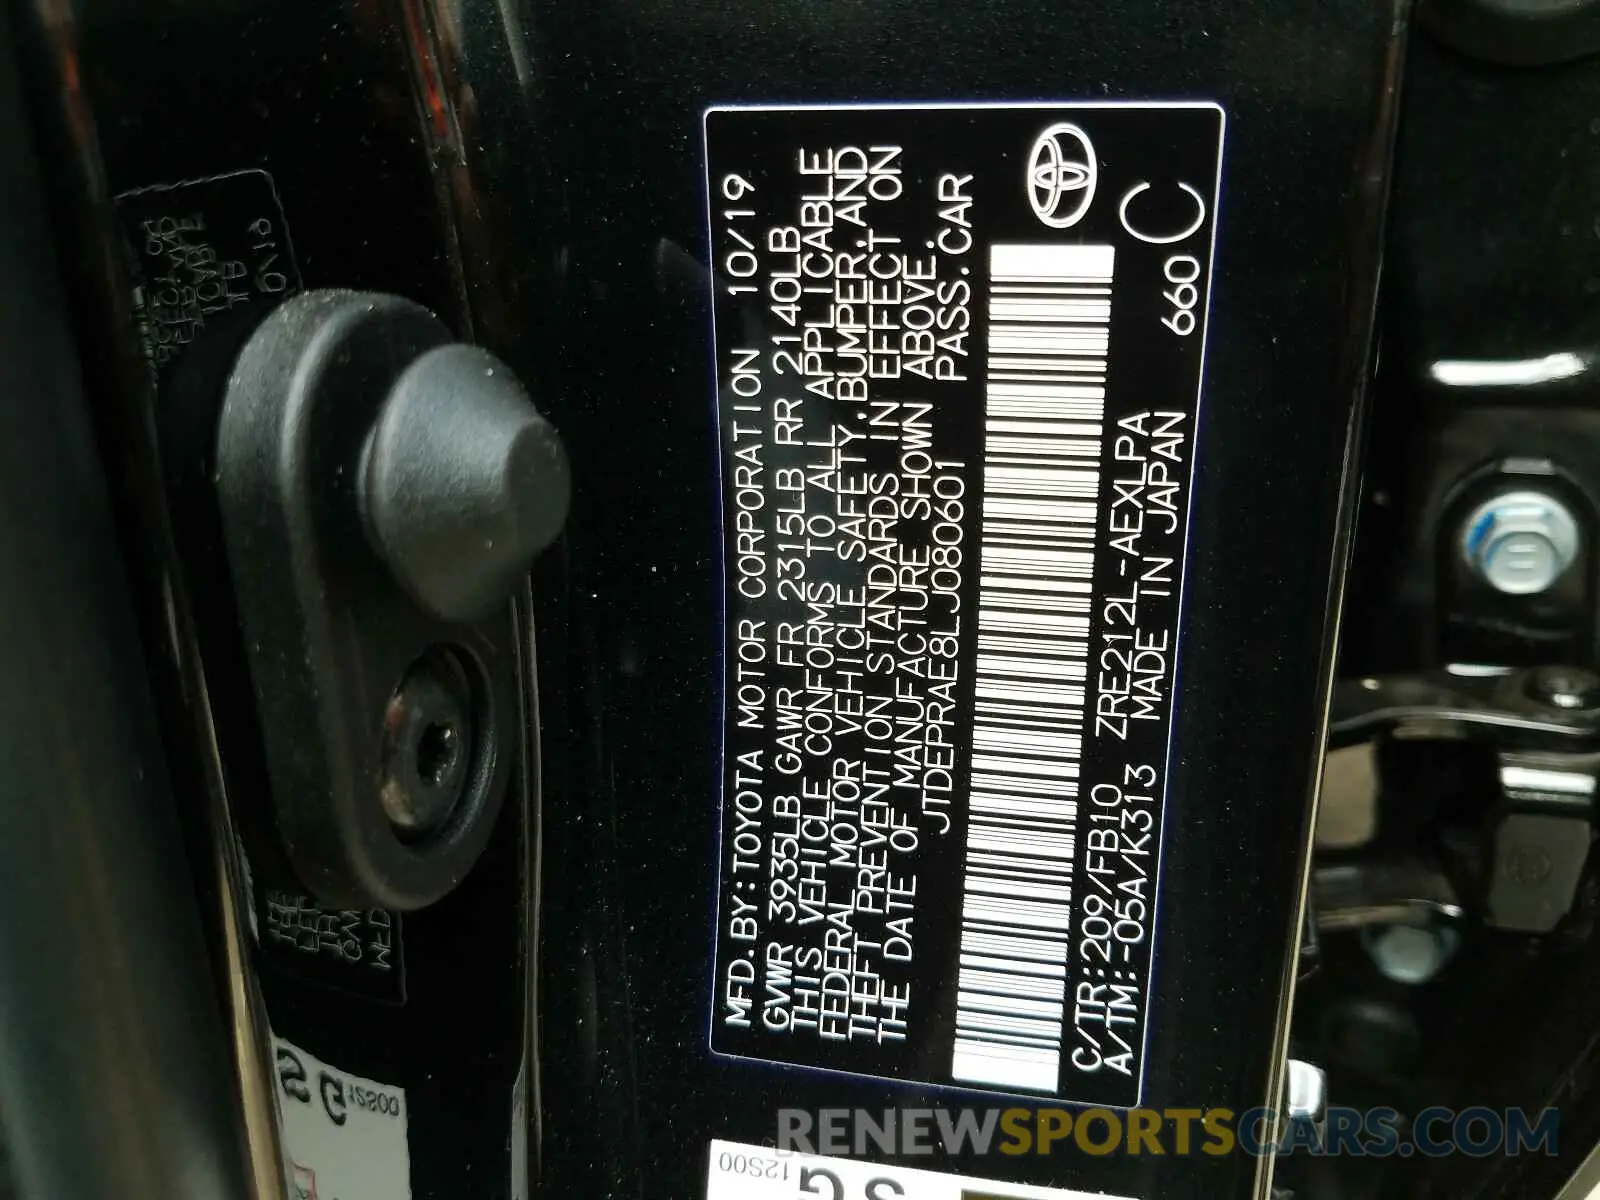 MFD.BY:TOYOTA MOTOR CORPORATION 10/19
GVWR 3935LB GAWR FR 2315LB RR 2140LB
THIS VEHICLE CONFORMS TO ALL APPLICABLE
FEDERAL MOTOR VEHICLE SAFETY,BUMPER,AND
THEFT PREVENTION STANDARDS IN EFFECT ON
THE DATE OF MANUFACTURE SHOWN ABOVE.
JTDEPRAE8LJ080601 PASS.CAR
C/TR:209/FB10 ZRE212L-AEXLPA 660 C
A/TM:-05A/K313 MADE IN JAPAN
S G 12S00
12S00
S G
RENEWSPORTSCARS.COM